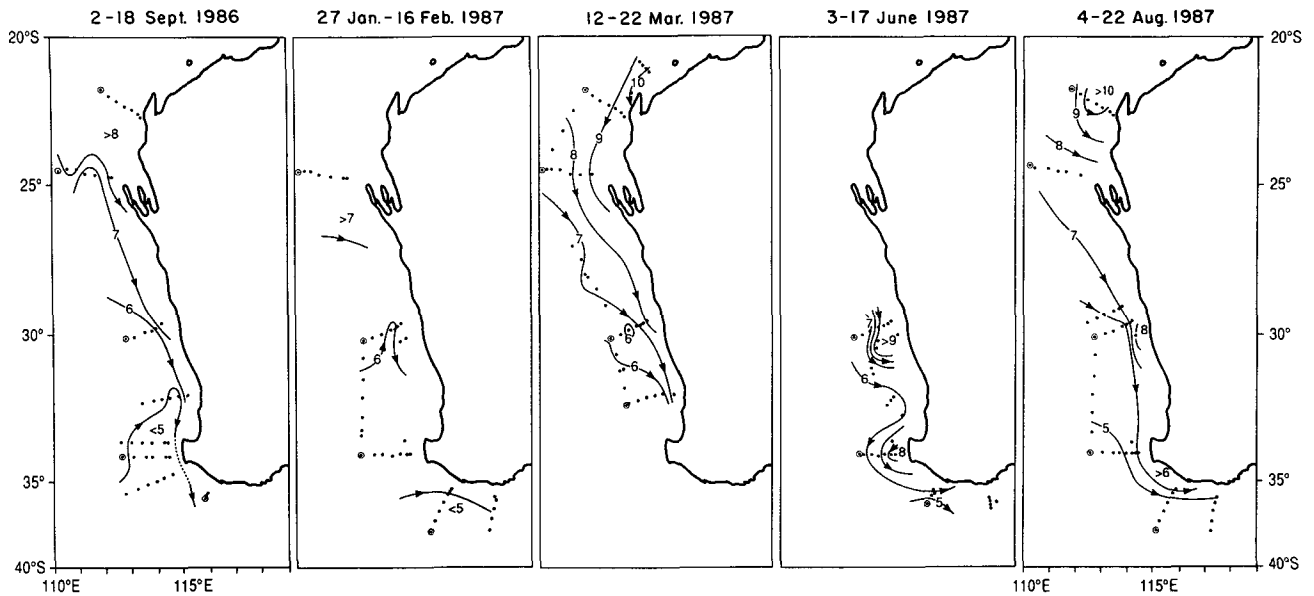 2-18 Sept. 1986 27 Jan.-16 Feb. 1987 12-22 Mar. 1987 3-17 June 1987 4-22 Aug. 1987
20°S 20°S
10 >10
9
>8 9 8 8
25° 25°
>7
7 7 7
6 7 8
30° >9 30°
6 6
6 6
<5 5
8
35° >6 35°
<5 5
40°S 40°S
110°E 115°E 110°E 115°E